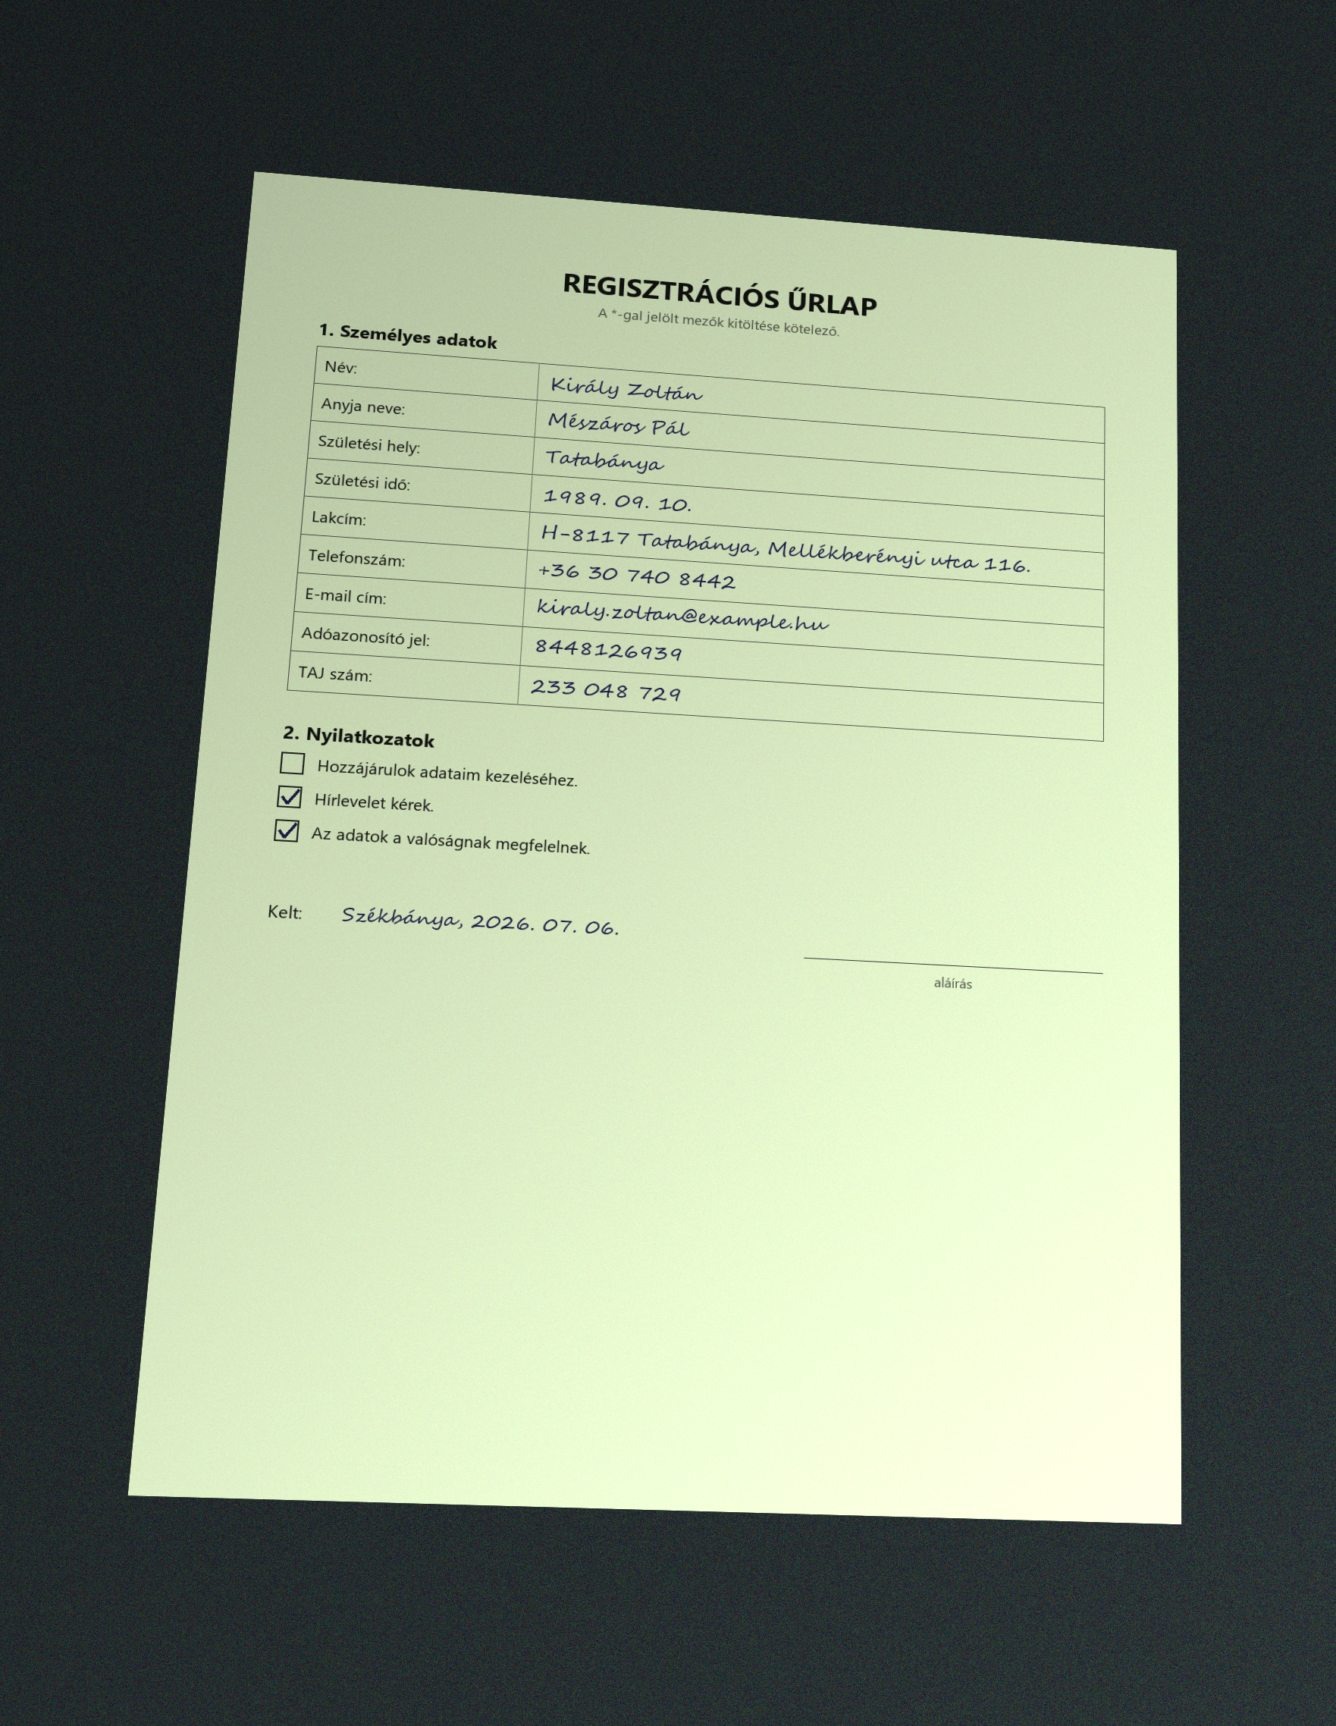 REGISZTRÁCIÓS ŰRLAP
A *-gal jelölt mezők kitöltése kötelező.
1. Személyes adatok
Név: Király Zoltán
Anyja neve: Mészáros Pál
Születési hely: Tatabánya
Születési idő: 1989. 09. 10.
Lakcím: H-8117 Tatabánya, Mellékberényi utca 116.
Telefonszám: +36 30 740 8442
E-mail cím: kiraly.zoltan@example.hu
Adóazonosító jel: 8448126939
TAJ szám: 233 048 729
2. Nyilatkozatok
Hozzájárulok adataim kezeléséhez.
Hírlevelet kérek.
Az adatok a valóságnak megfelelnek.
Kelt: Székbánya, 2026. 07. 06.
aláírás